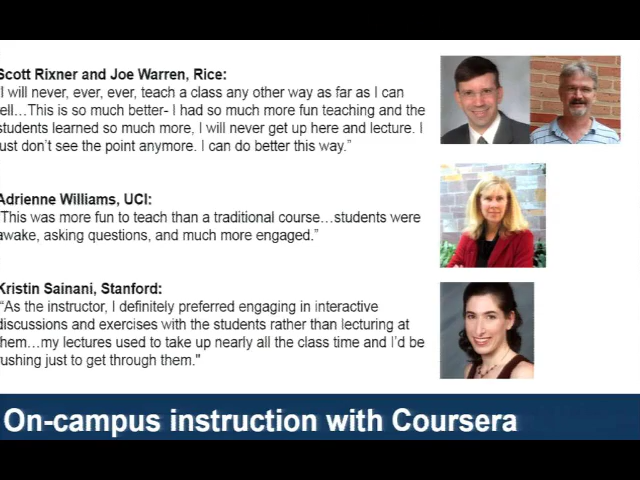 Scott Rixner and Joe Warren, Rice:
"I will never, ever, ever, teach a class any other way as far as I can
ell…This is so much better- I had so much more fun teaching and the
students learned so much more, I will never get up here and lecture. I
ust don't see the point anymore. I can do better this way."
Adrienne Williams, UCI:
"This was more fun to teach than a traditional course…students were
awake, asking questions, and much more engaged."
Kristin Sainani, Stanford:
"As the instructor, I definitely preferred engaging in interactive
discussions and exercises with the students rather than lecturing at
hem…my lectures used to take up nearly all the class time and I'd be
rushing just to get through them."
On-campus instruction with Coursera